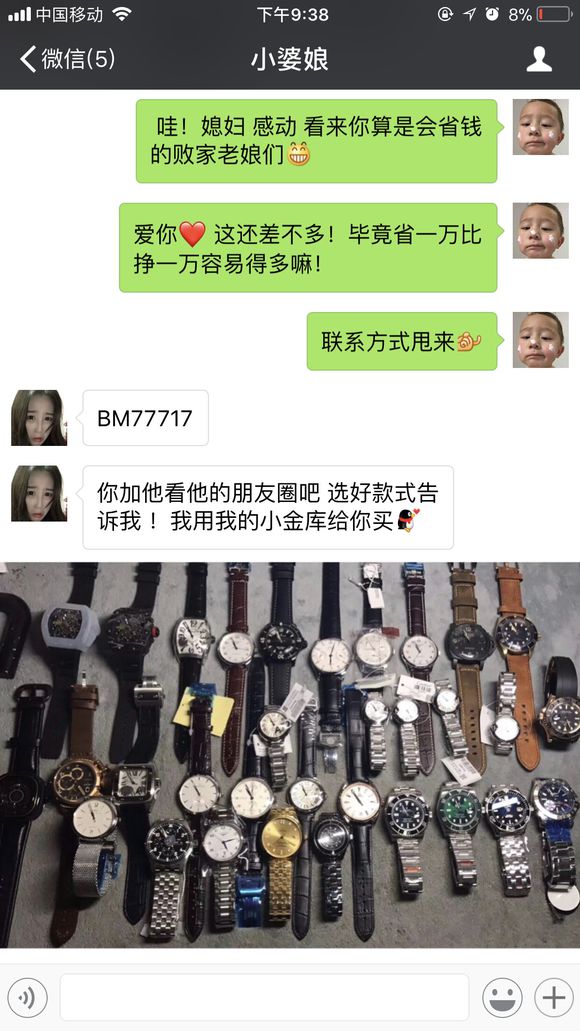 中国移动
下午9:38
8%
微信(5)
小婆娘
哇！媳妇 感动 看来你算是会省钱
的败家老娘们😁
爱你❤️ 这还差不多！毕竟省一万比
挣一万容易得多嘛！
联系方式甩来
BM77717
你加他看他的朋友圈吧 选好款式告
诉我 ！我用我的小金库给你买